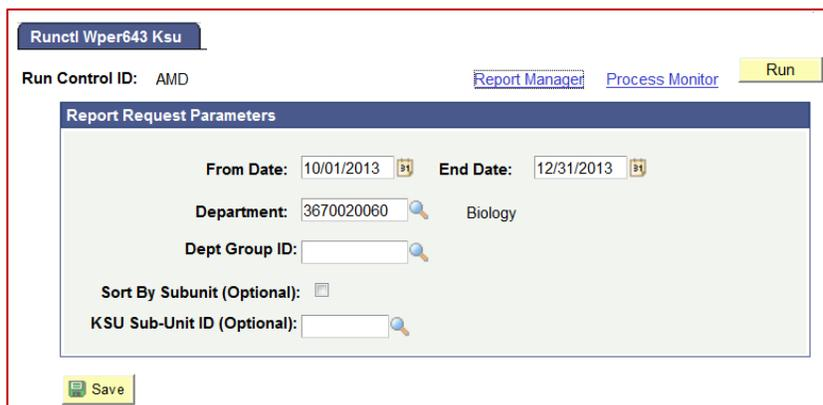 Runctl Wper643 Ksu
Run Control ID: AMD Report Manager Process Monitor Run
Report Request Parameters
From Date: 10/01/2013 31 End Date: 12/31/2013 31
Department: 3670020060 Biology
Dept Group ID:
Sort By Subunit (Optional):
KSU Sub-Unit ID (Optional):
Save